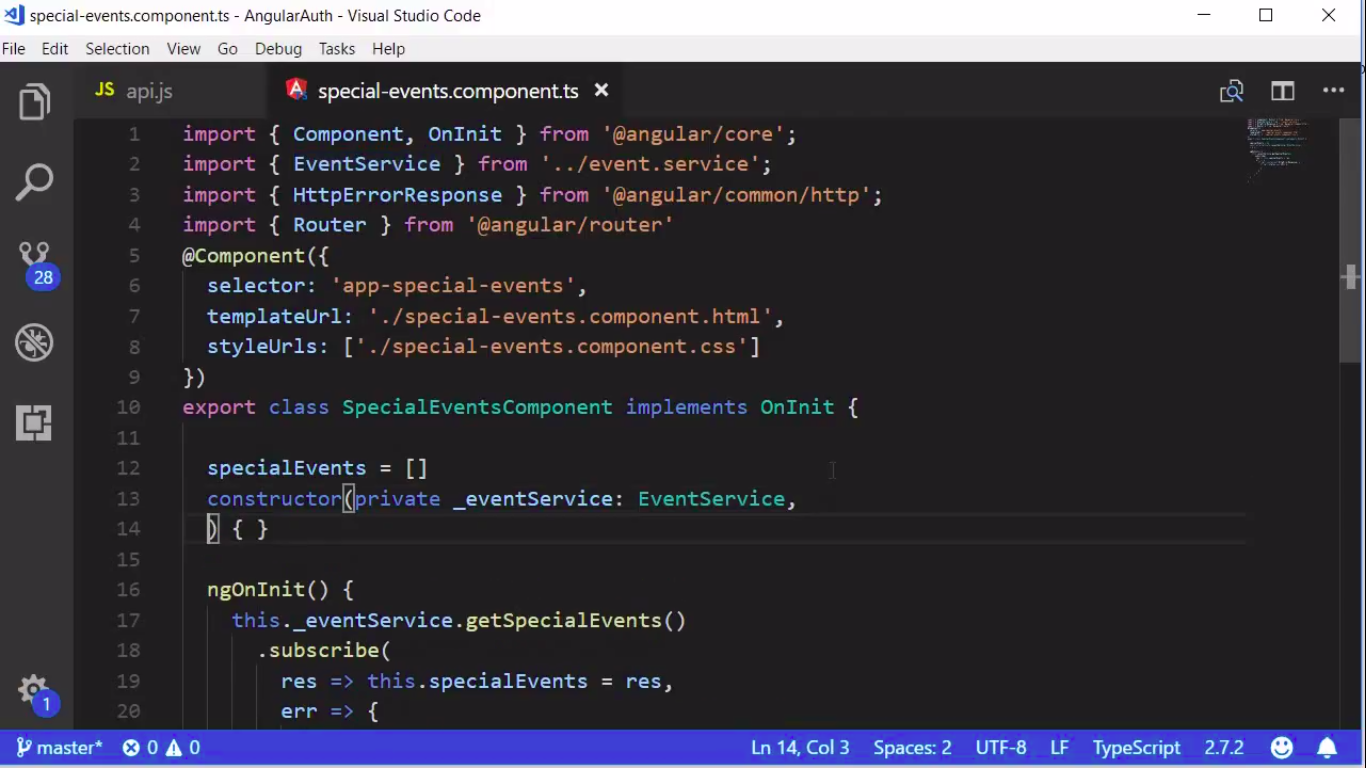 special-events.component.ts - AngularAuth - Visual Studio Code
File Edit Selection View Go Debug Tasks Help
JS api.js special-events.component.ts
1 import { Component, OnInit } from '@angular/core';
2 import { EventService } from '../event.service';
3 import { HttpErrorResponse } from '@angular/common/http';
4 import { Router } from '@angular/router'
5 @Component({
6 selector: 'app-special-events',
7 templateUrl: './special-events.component.html',
8 styleUrls: ['./special-events.component.css']
9 })
10 export class SpecialEventsComponent implements OnInit {
11
12 specialEvents = []
13 constructor(private _eventService: EventService,
14 ) { }
15
16 ngOnInit() {
17 this._eventService.getSpecialEvents()
18 .subscribe(
19 res => this.specialEvents = res,
20 err => {
28
1
master* 0 0 Ln 14, Col 3 Spaces: 2 UTF-8 LF TypeScript 2.7.2